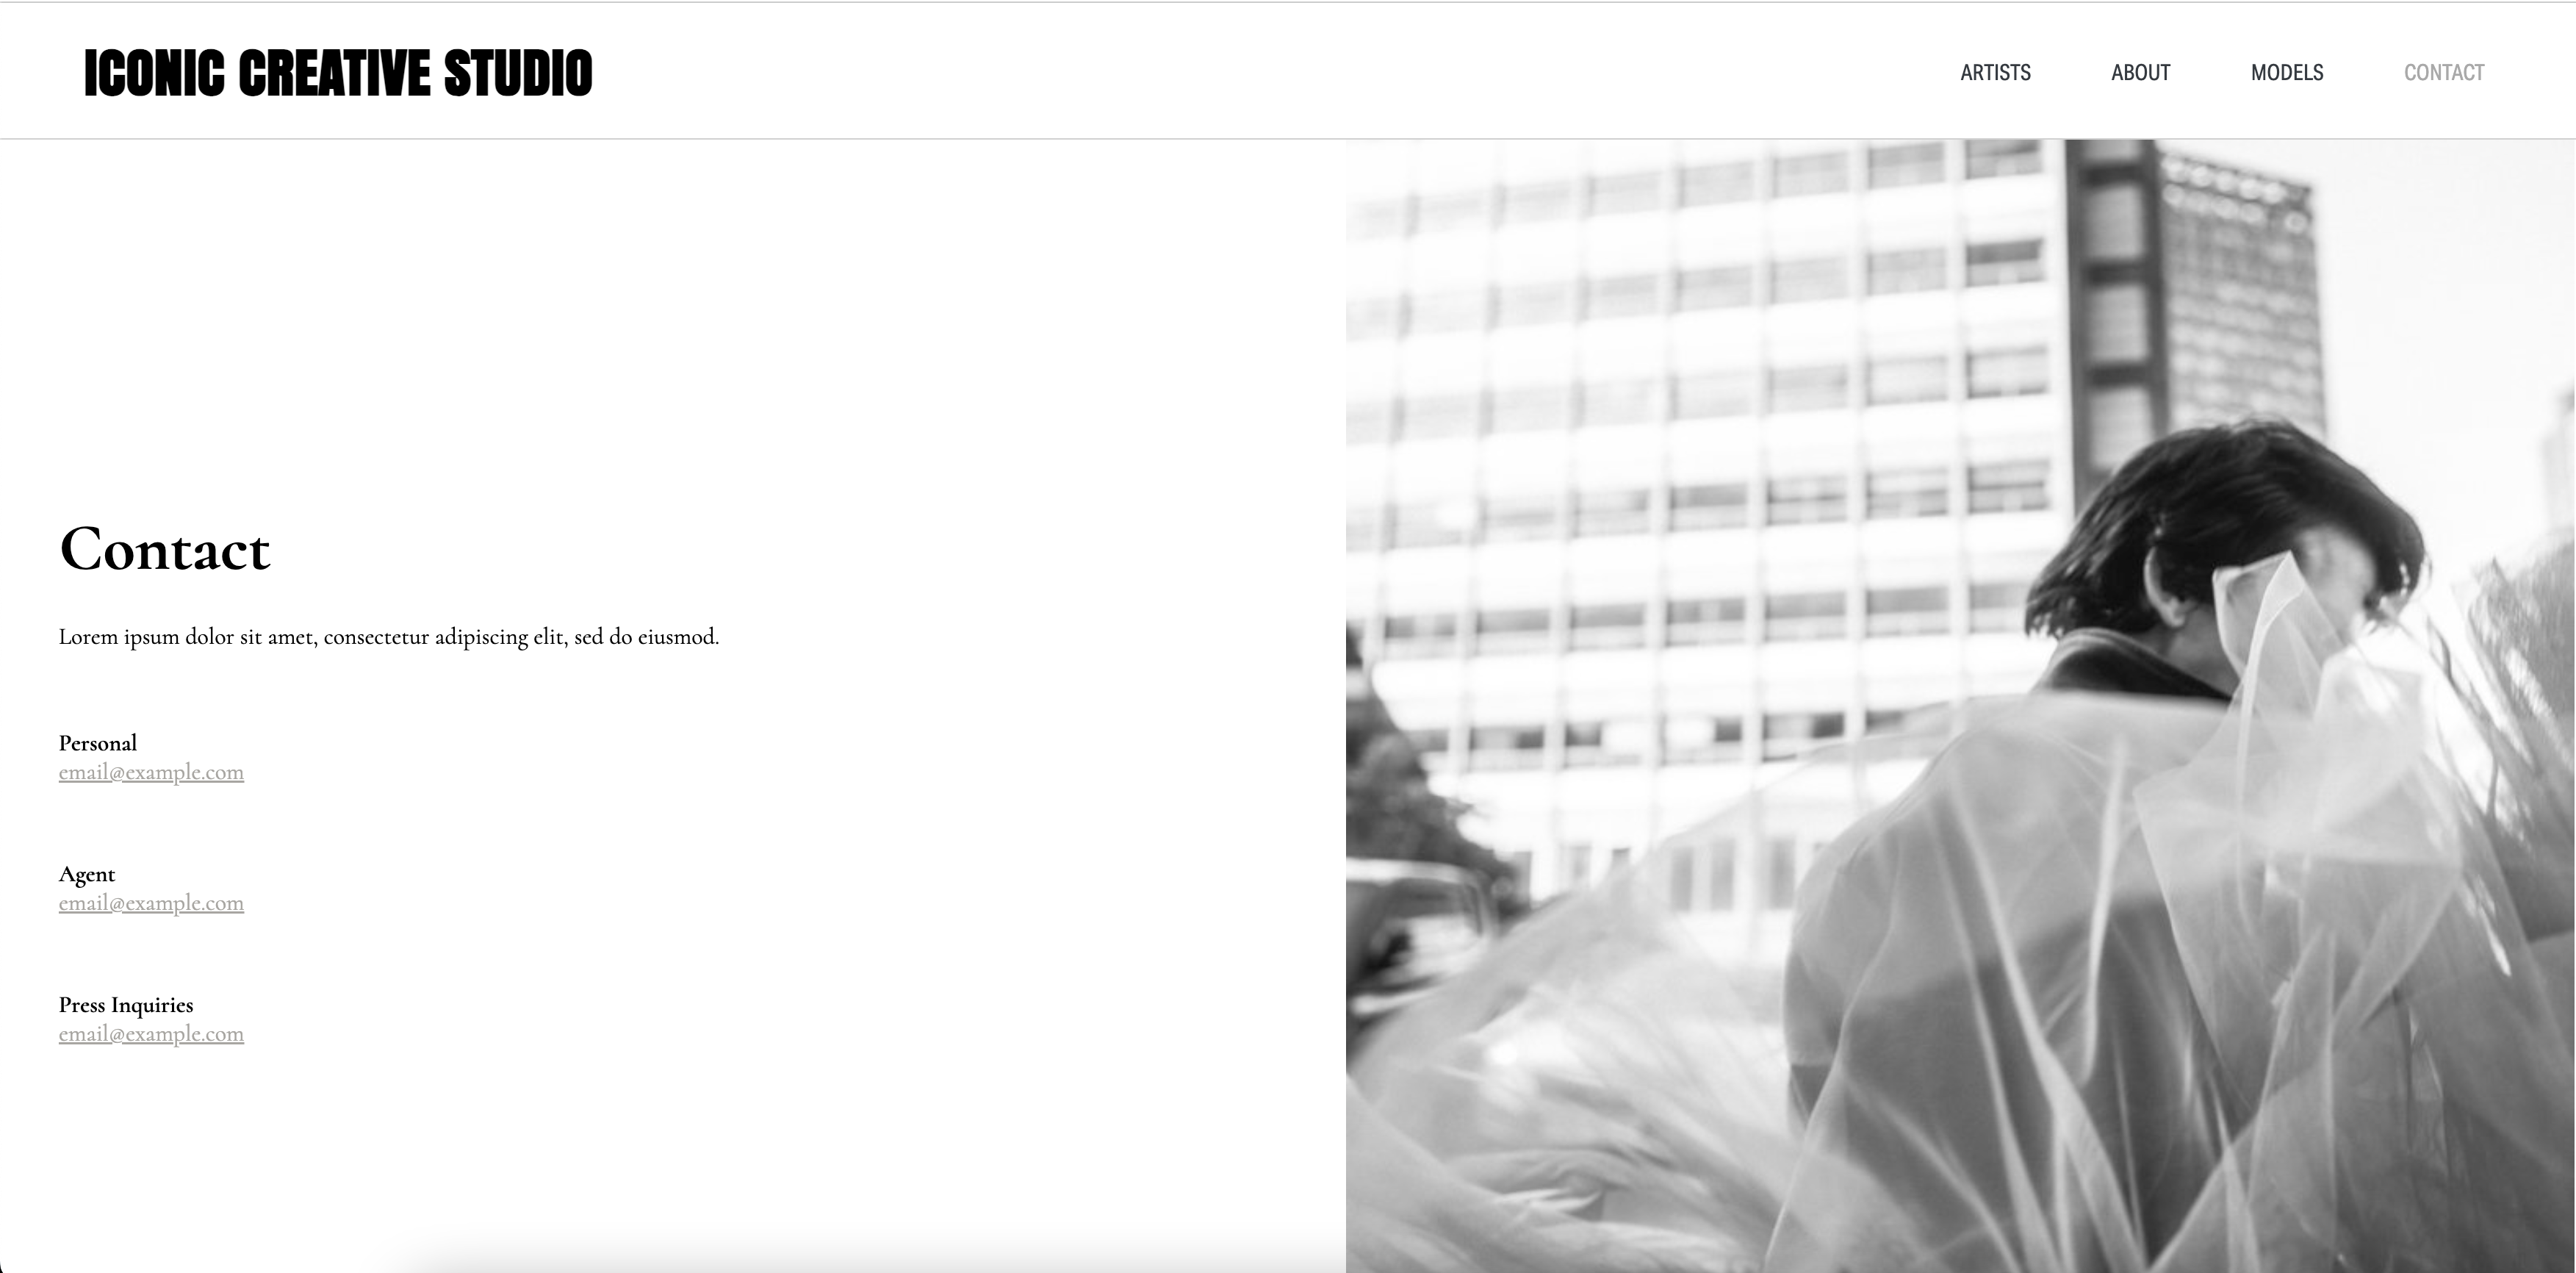 ICONIC CREATIVE STUDIO
ARTISTS ABOUT MODELS CONTACT
Contact
Lorem ipsum dolor sit amet, consectetur adipiscing elit, sed do eiusmod.
Personal
email@example.com
Agent
email@example.com
Press Inquiries
email@example.com